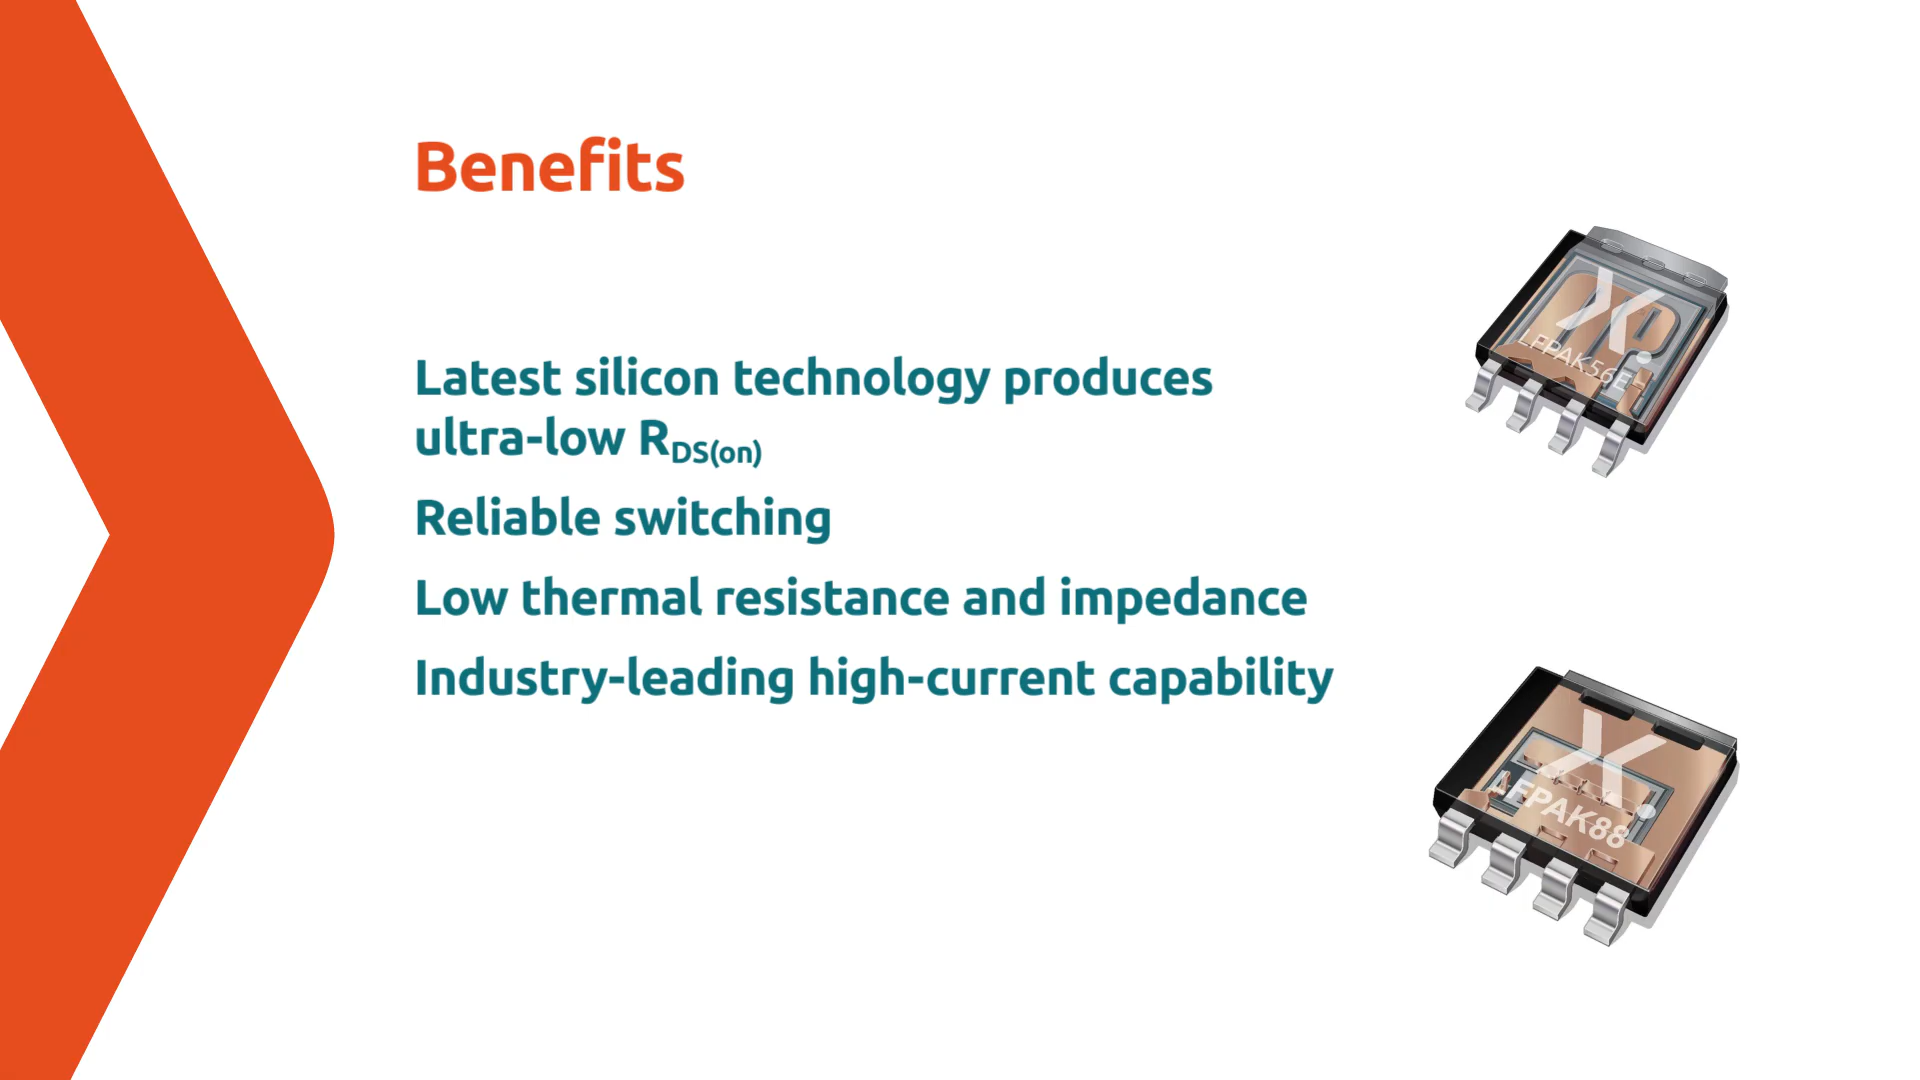 Benefits
Latest silicon technology produces
ultra-low RDS(on)
Reliable switching
Low thermal resistance and impedance
Industry-leading high-current capability
LFPAK56E
LFPAK88